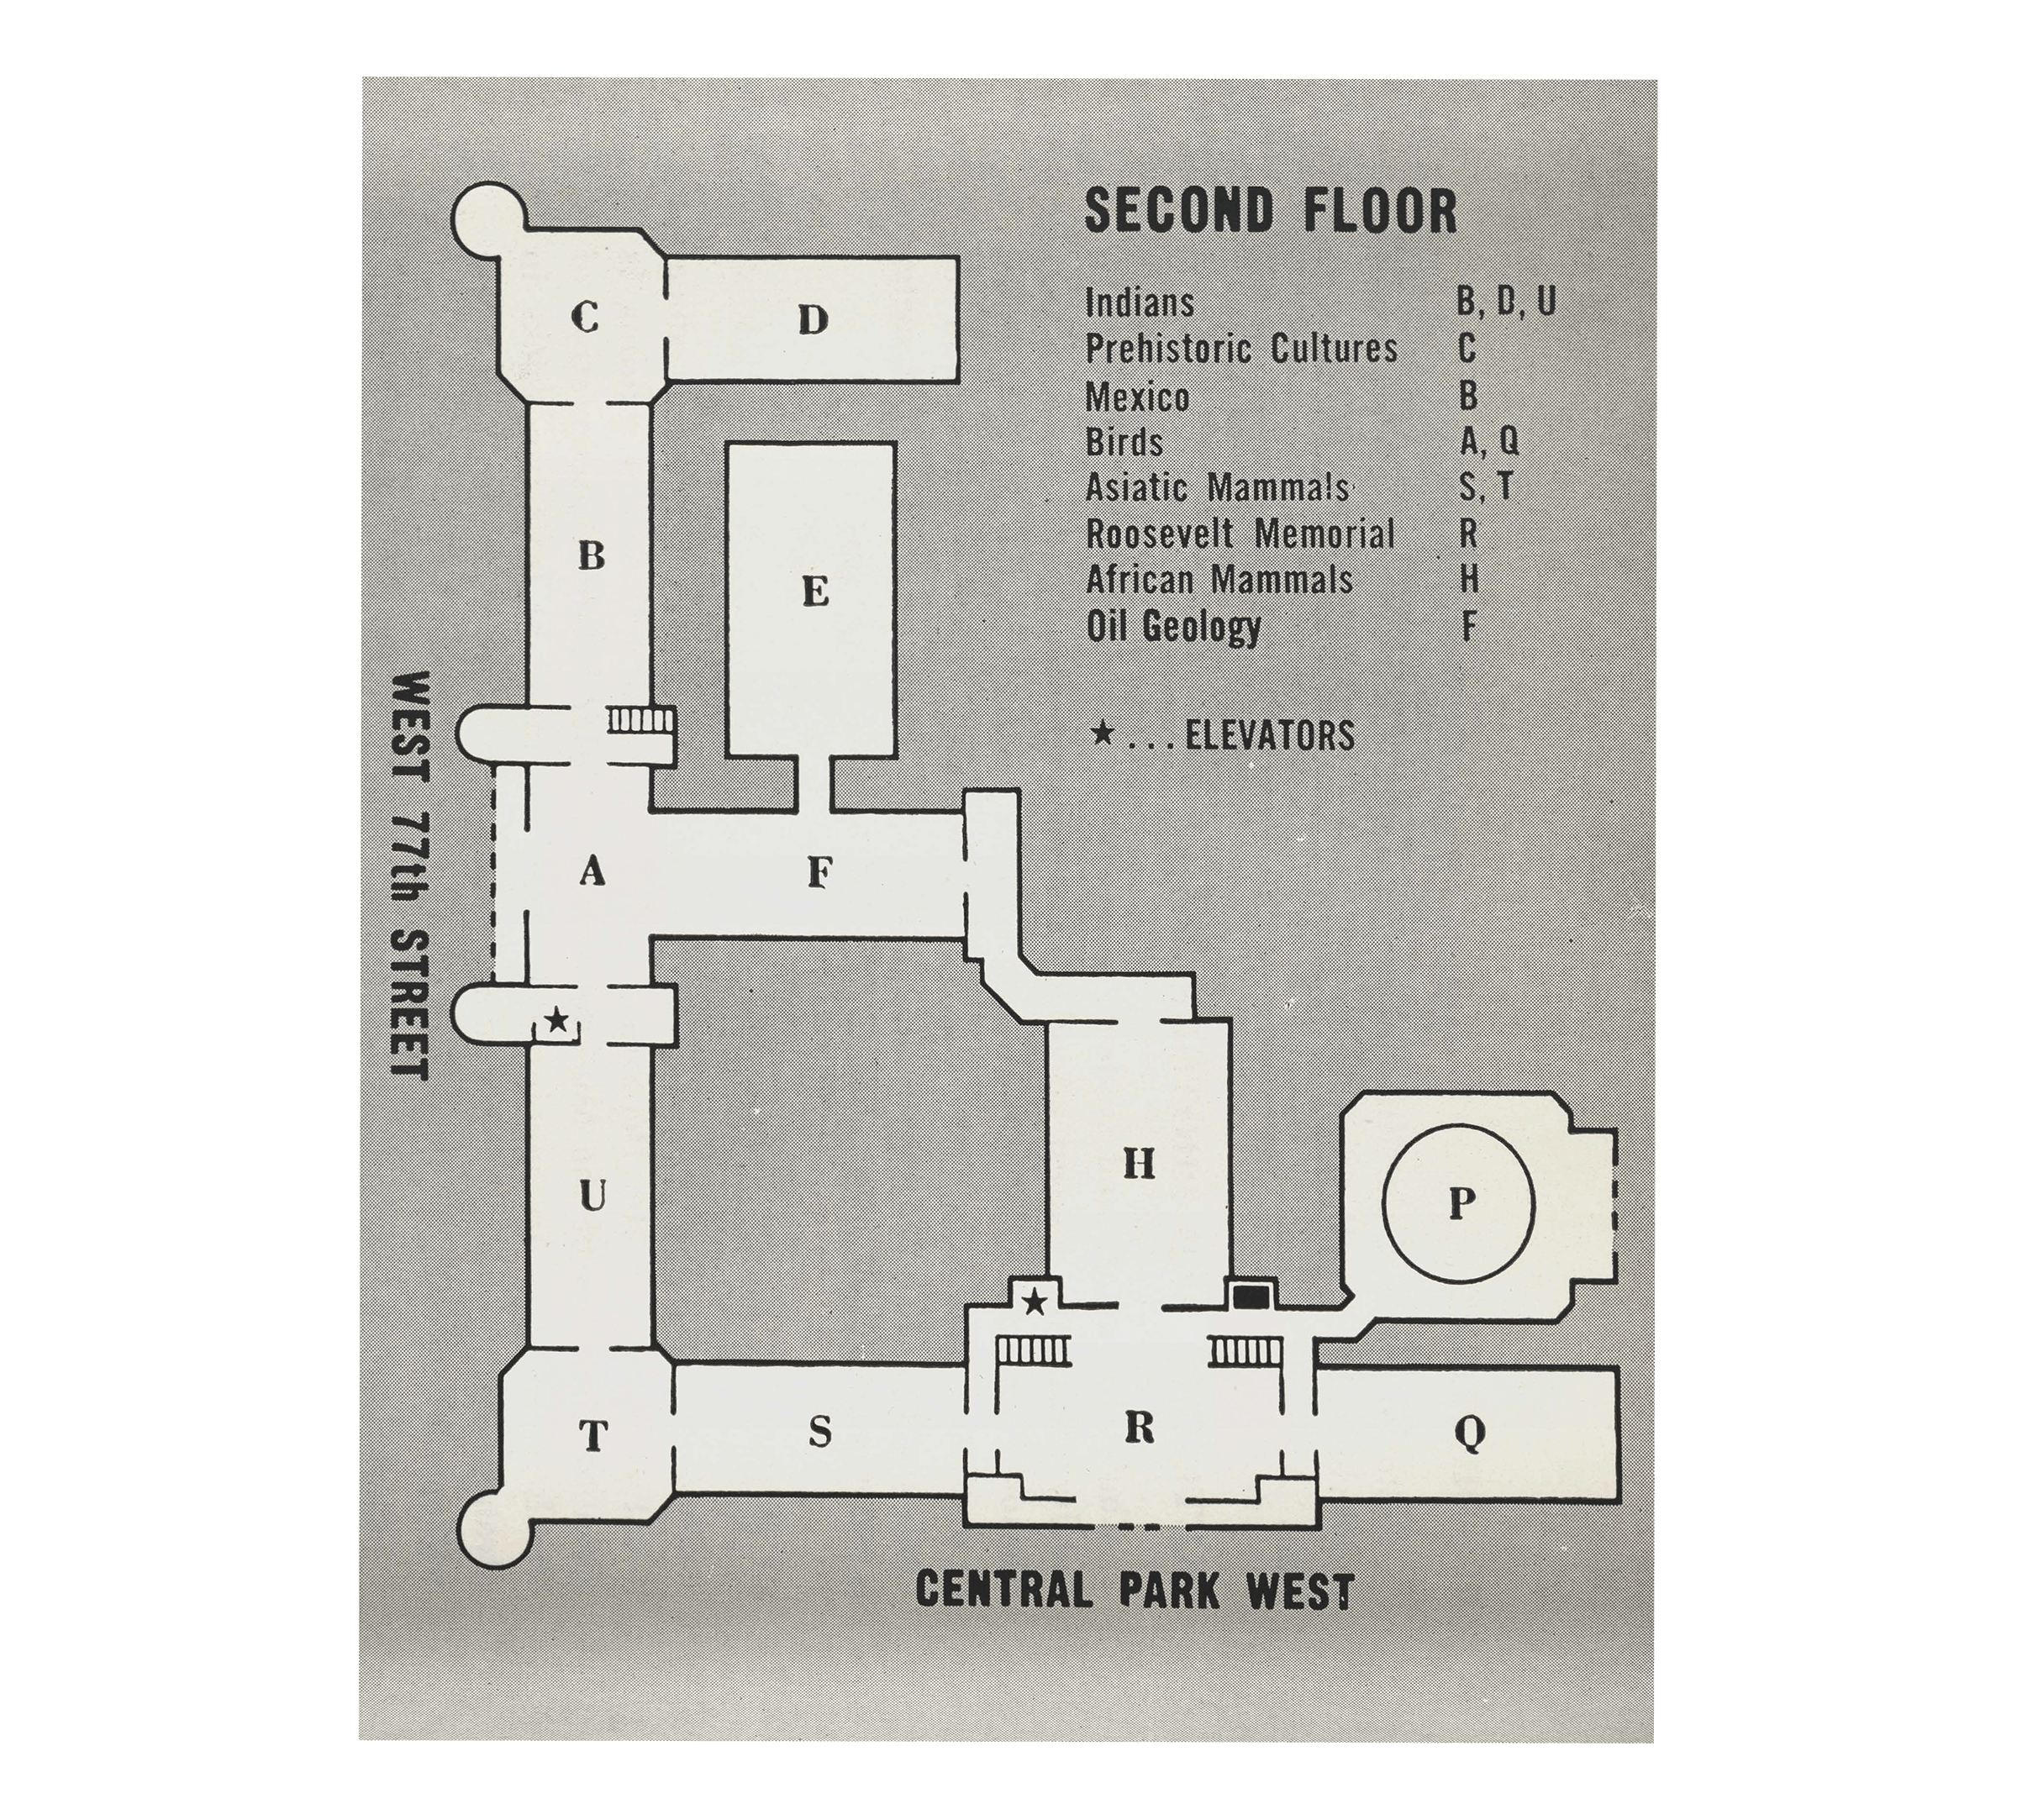 SECOND FLOOR
Indians B, D, U
Prehistoric Cultures C
Mexico B
Birds A, Q
Asiatic Mammals S, T
Roosevelt Memorial R
African Mammals H
Oil Geology F
★...ELEVATORS
C
D
B
E
WEST 77th STREET
A
F
U
H
P
T
S
R
Q
CENTRAL PARK WEST